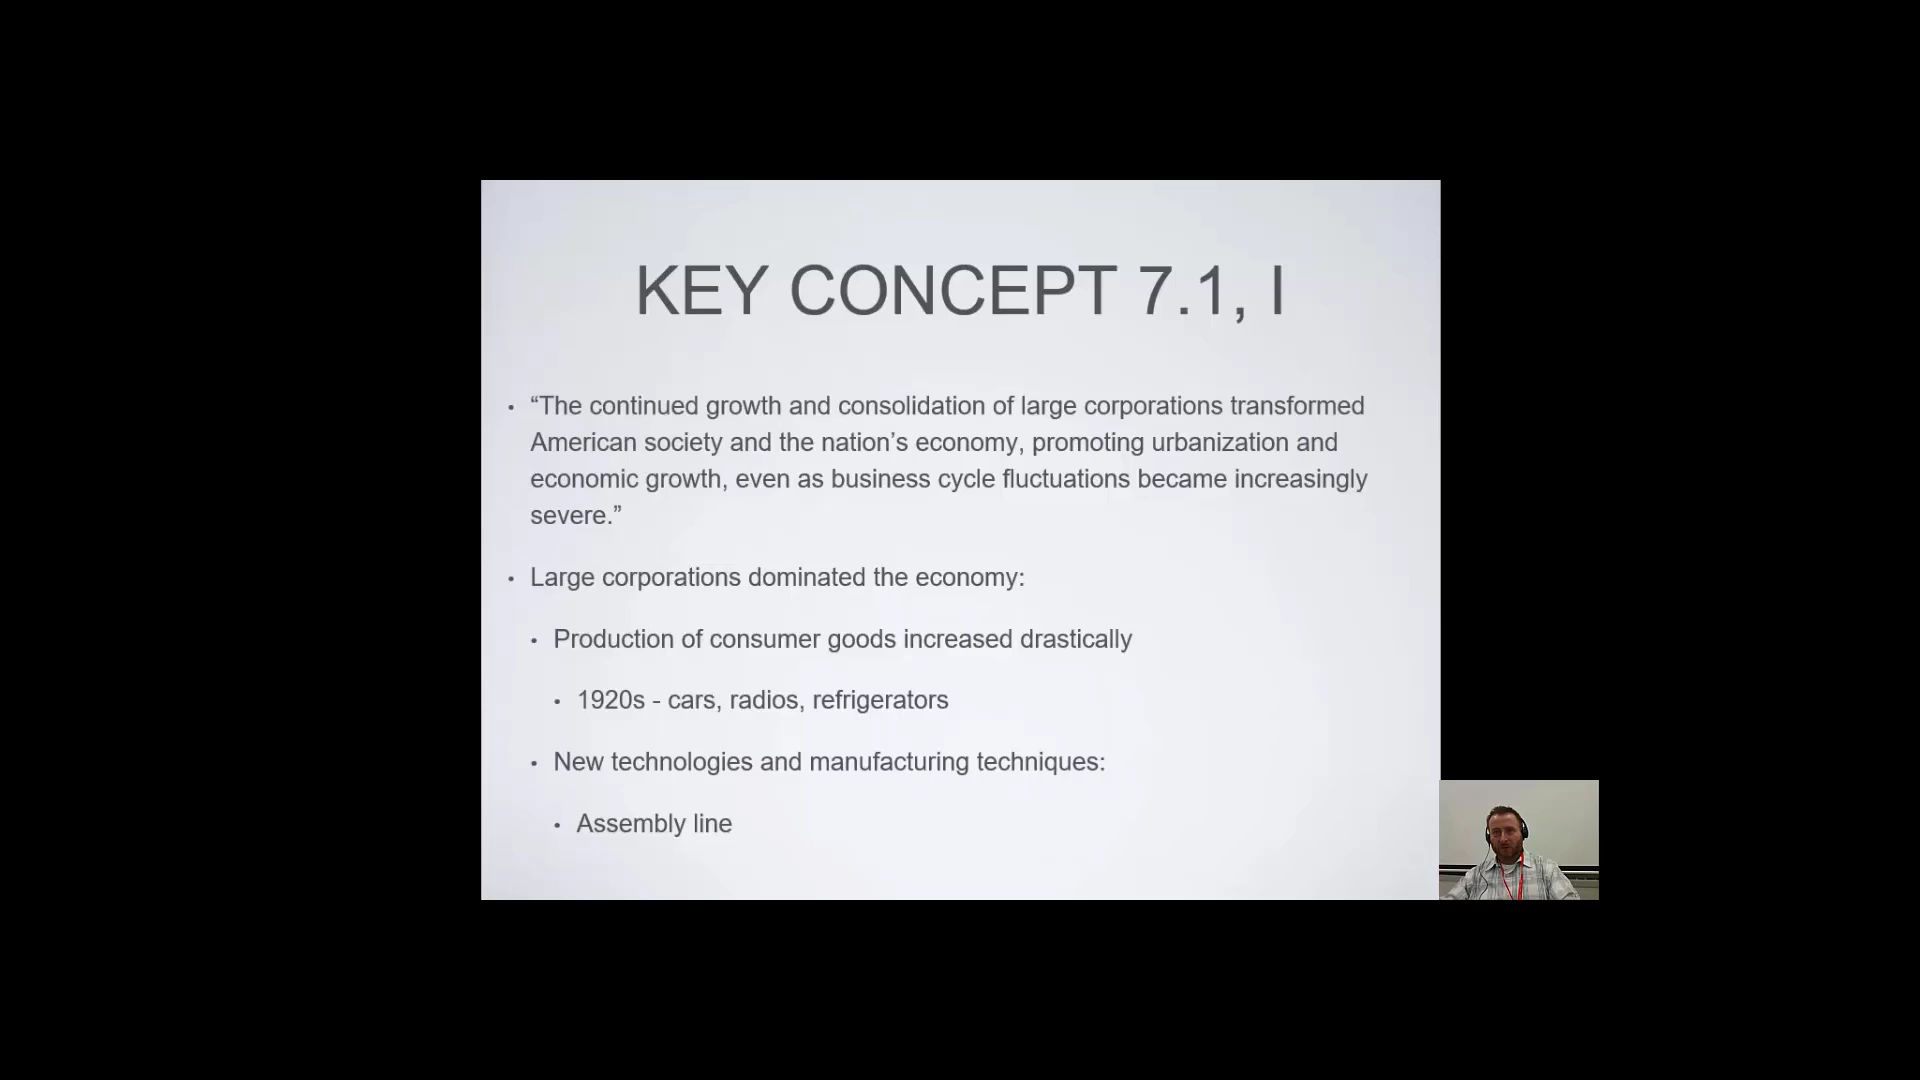 KEY CONCEPT 7.1, I
• “The continued growth and consolidation of large corporations transformed
American society and the nation’s economy, promoting urbanization and
economic growth, even as business cycle fluctuations became increasingly
severe.”
• Large corporations dominated the economy:
• Production of consumer goods increased drastically
• 1920s - cars, radios, refrigerators
• New technologies and manufacturing techniques:
• Assembly line